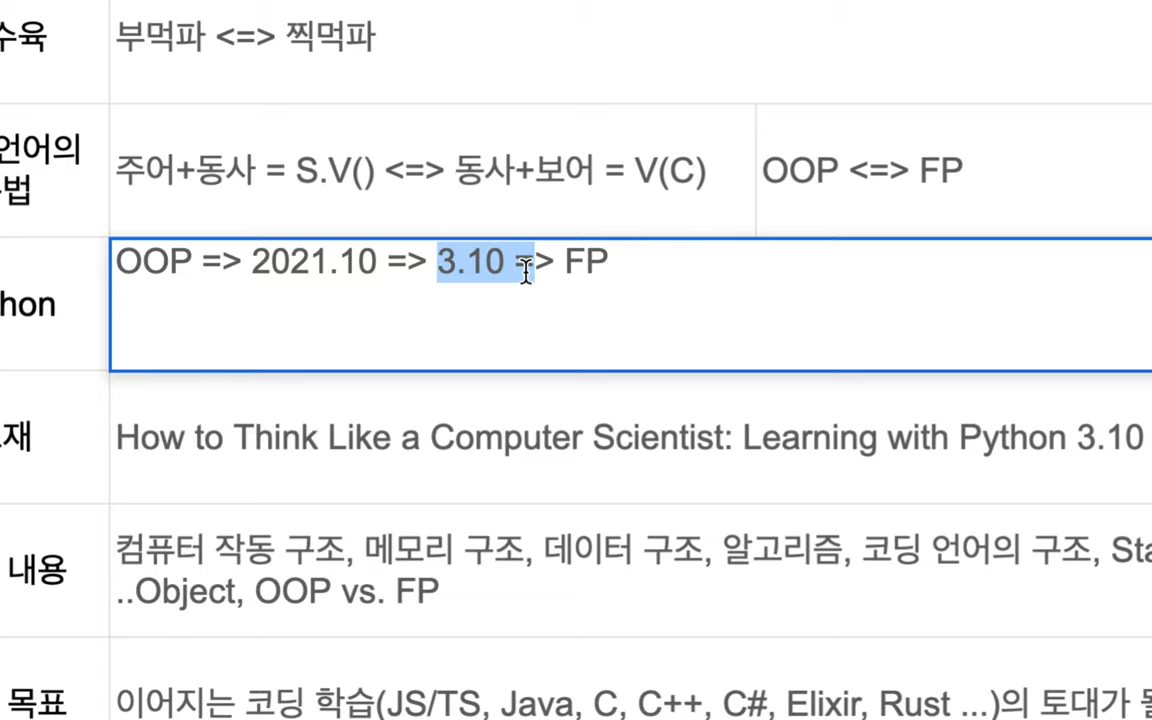 수육
부먹파 <=> 찍먹파
언어의
법
주어+동사 = S.V() <=> 동사+보어 = V(C)
OOP <=> FP
hon
OOP => 2021.10 => 3.10 => FP
재
How to Think Like a Computer Scientist: Learning with Python 3.10
내용
컴퓨터 작동 구조, 메모리 구조, 데이터 구조, 알고리즘, 코딩 언어의 구조, Sta
..Object, OOP vs. FP
목표
이어지는 코딩 학습(JS/TS, Java, C, C++, C#, Elixir, Rust ...)의 토대가